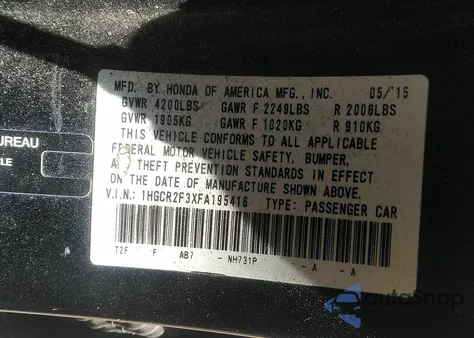 MFD. BY HONDA OF AMERICA MFG., INC. 05/15
GVWR 4200LBS GAWR F 2249LBS R 2006LBS
GVWR 1905KG GAWR F 1020KG R 910KG
THIS VEHICLE CONFORMS TO ALL APPLICABLE
FEDERAL MOTOR VEHICLE SAFETY, BUMPER,
THEFT PREVENTION STANDARDS IN EFFECT
ON THE DATE OF MANUFACTURE SHOWN ABOVE.
V.I.N.: 1HGCR2F3XFA195416 TYPE: PASSENGER CAR
T2F F AB7 - NH731P - A - A
UREAU
CLE
autoSnap